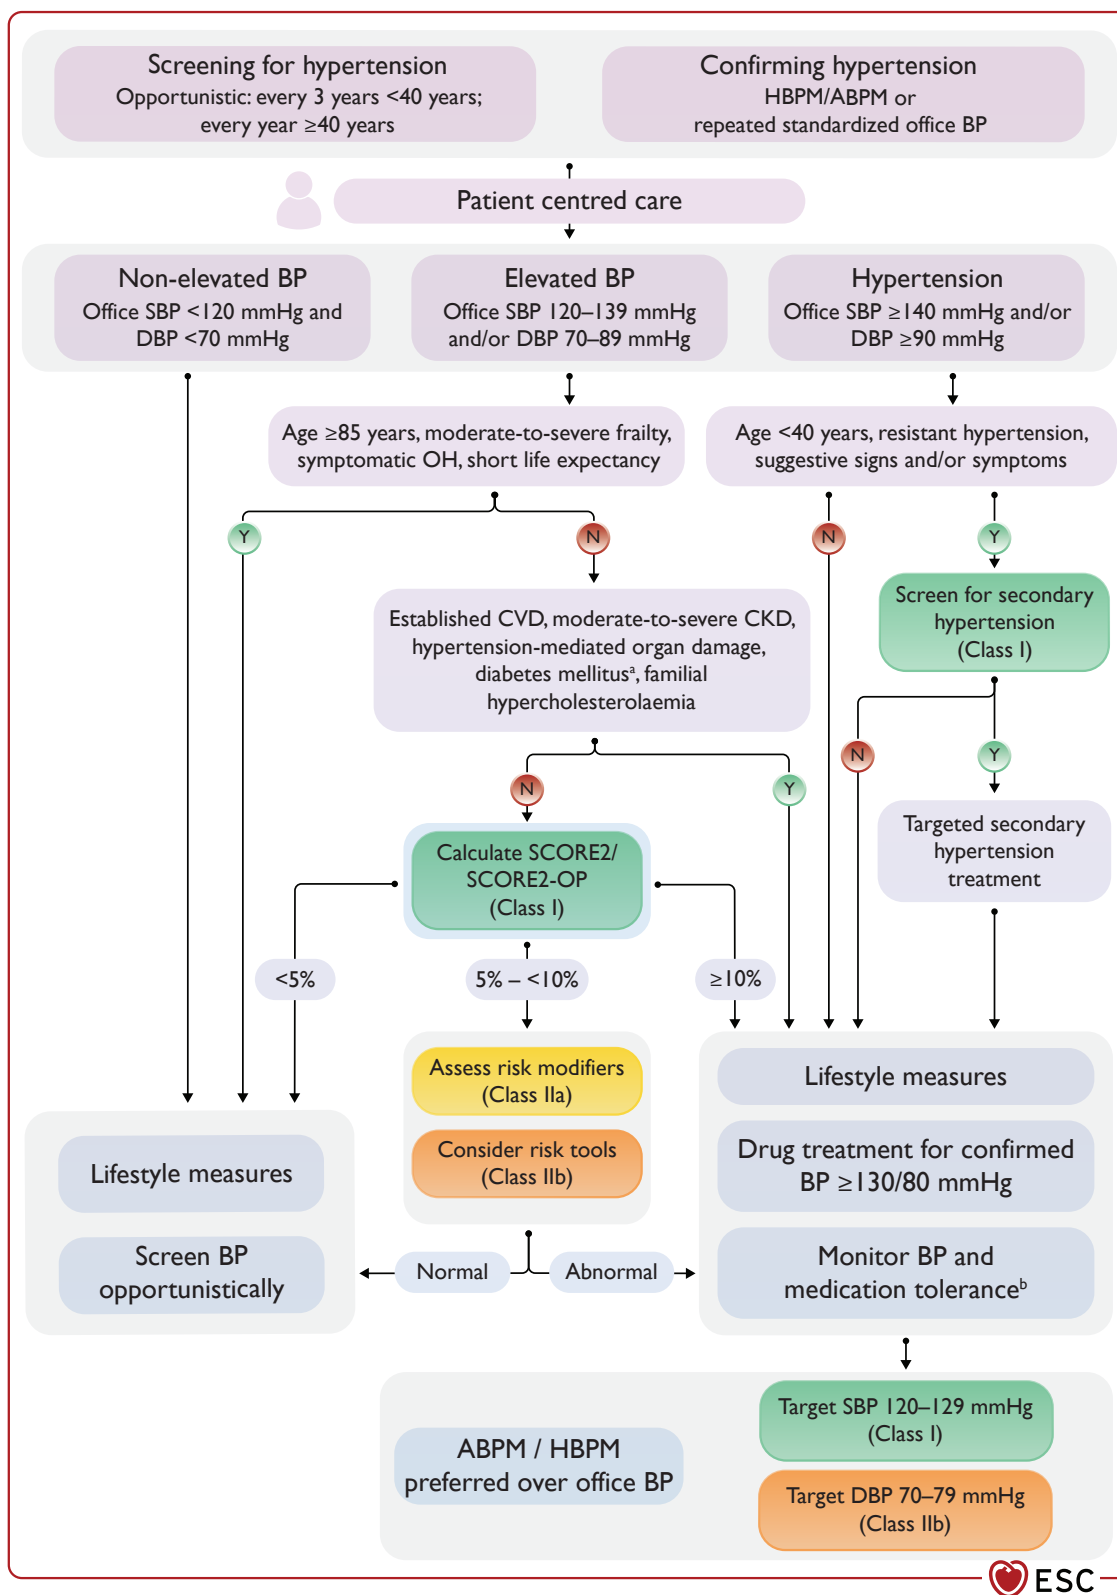 Screening for hypertension
Opportunistic: every 3 years <40 years;
every year ≥40 years
Confirming hypertension
HBPM/ABPM or
repeated standardized office BP
Patient centred care
Non-elevated BP
Office SBP <120 mmHg and
DBP <70 mmHg
Elevated BP
Office SBP 120–139 mmHg
and/or DBP 70–89 mmHg
Hypertension
Office SBP ≥140 mmHg and/or
DBP ≥90 mmHg
Age ≥85 years, moderate-to-severe frailty,
symptomatic OH, short life expectancy
Age <40 years, resistant hypertension,
suggestive signs and/or symptoms
Y
N
N
Y
Screen for secondary
hypertension
(Class I)
Established CVD, moderate-to-severe CKD,
hypertension-mediated organ damage,
diabetes mellitusᵃ, familial
hypercholesterolaemia
N
Y
N
Y
Targeted secondary
hypertension
treatment
Calculate SCORE2/
SCORE2-OP
(Class I)
<5%
5% – <10%
≥10%
Assess risk modifiers
(Class IIa)
Consider risk tools
(Class IIb)
Lifestyle measures
Drug treatment for confirmed
BP ≥130/80 mmHg
Monitor BP and
medication toleranceᵇ
Lifestyle measures
Screen BP
opportunistically
Normal
Abnormal
ABPM / HBPM
preferred over office BP
Target SBP 120–129 mmHg
(Class I)
Target DBP 70–79 mmHg
(Class IIb)
ESC